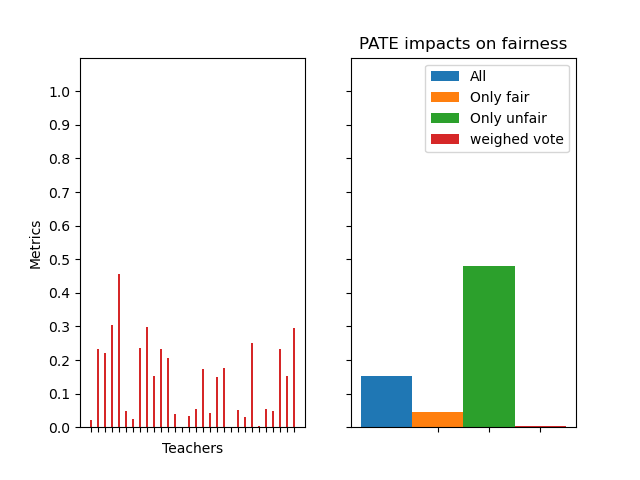 PATE impacts on fairness
All
Only fair
Only unfair
weighed vote
1.0
0.9
0.8
0.7
0.6
0.5
0.4
0.3
0.2
0.1
0.0
Metrics
Teachers